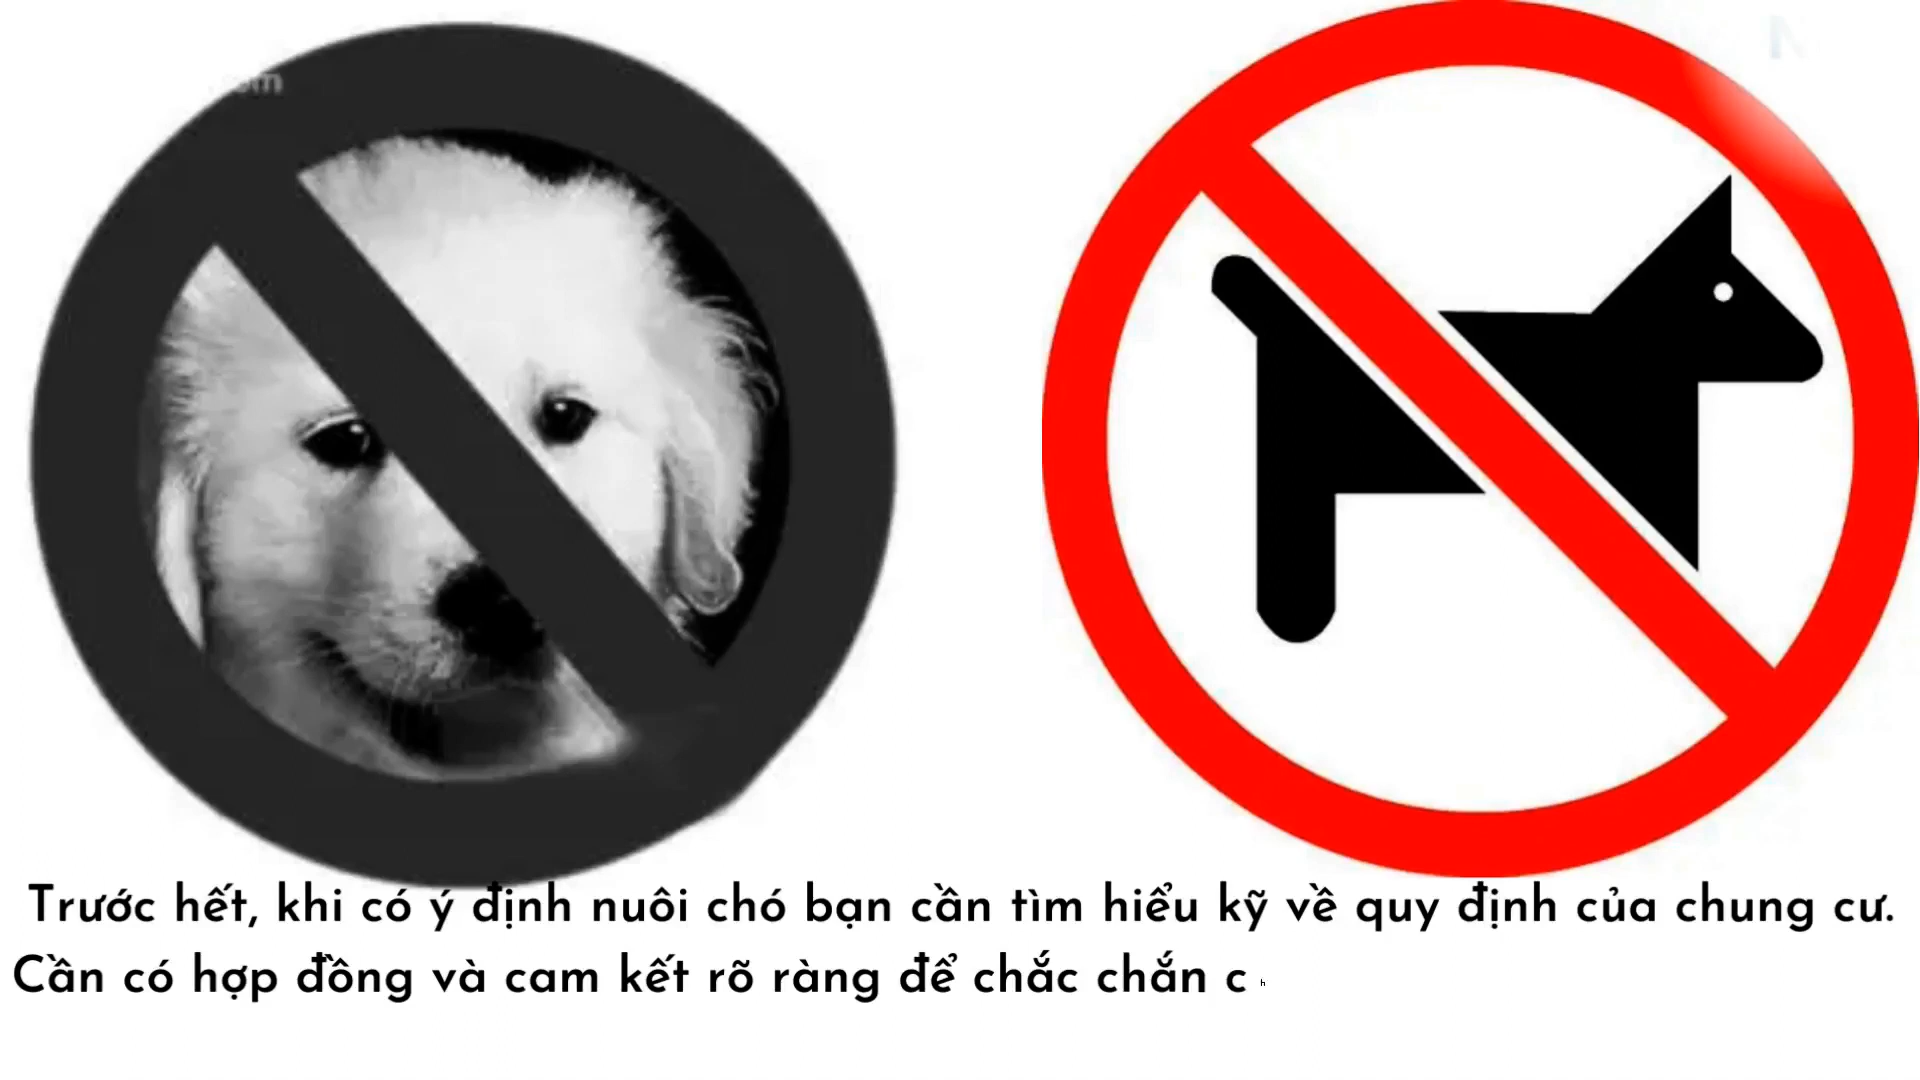 Trước hết, khi có ý định nuôi chó bạn cần tìm hiểu kỹ về quy định của chung cư.
Cần có hợp đồng và cam kết rõ ràng để chắc chắn ch